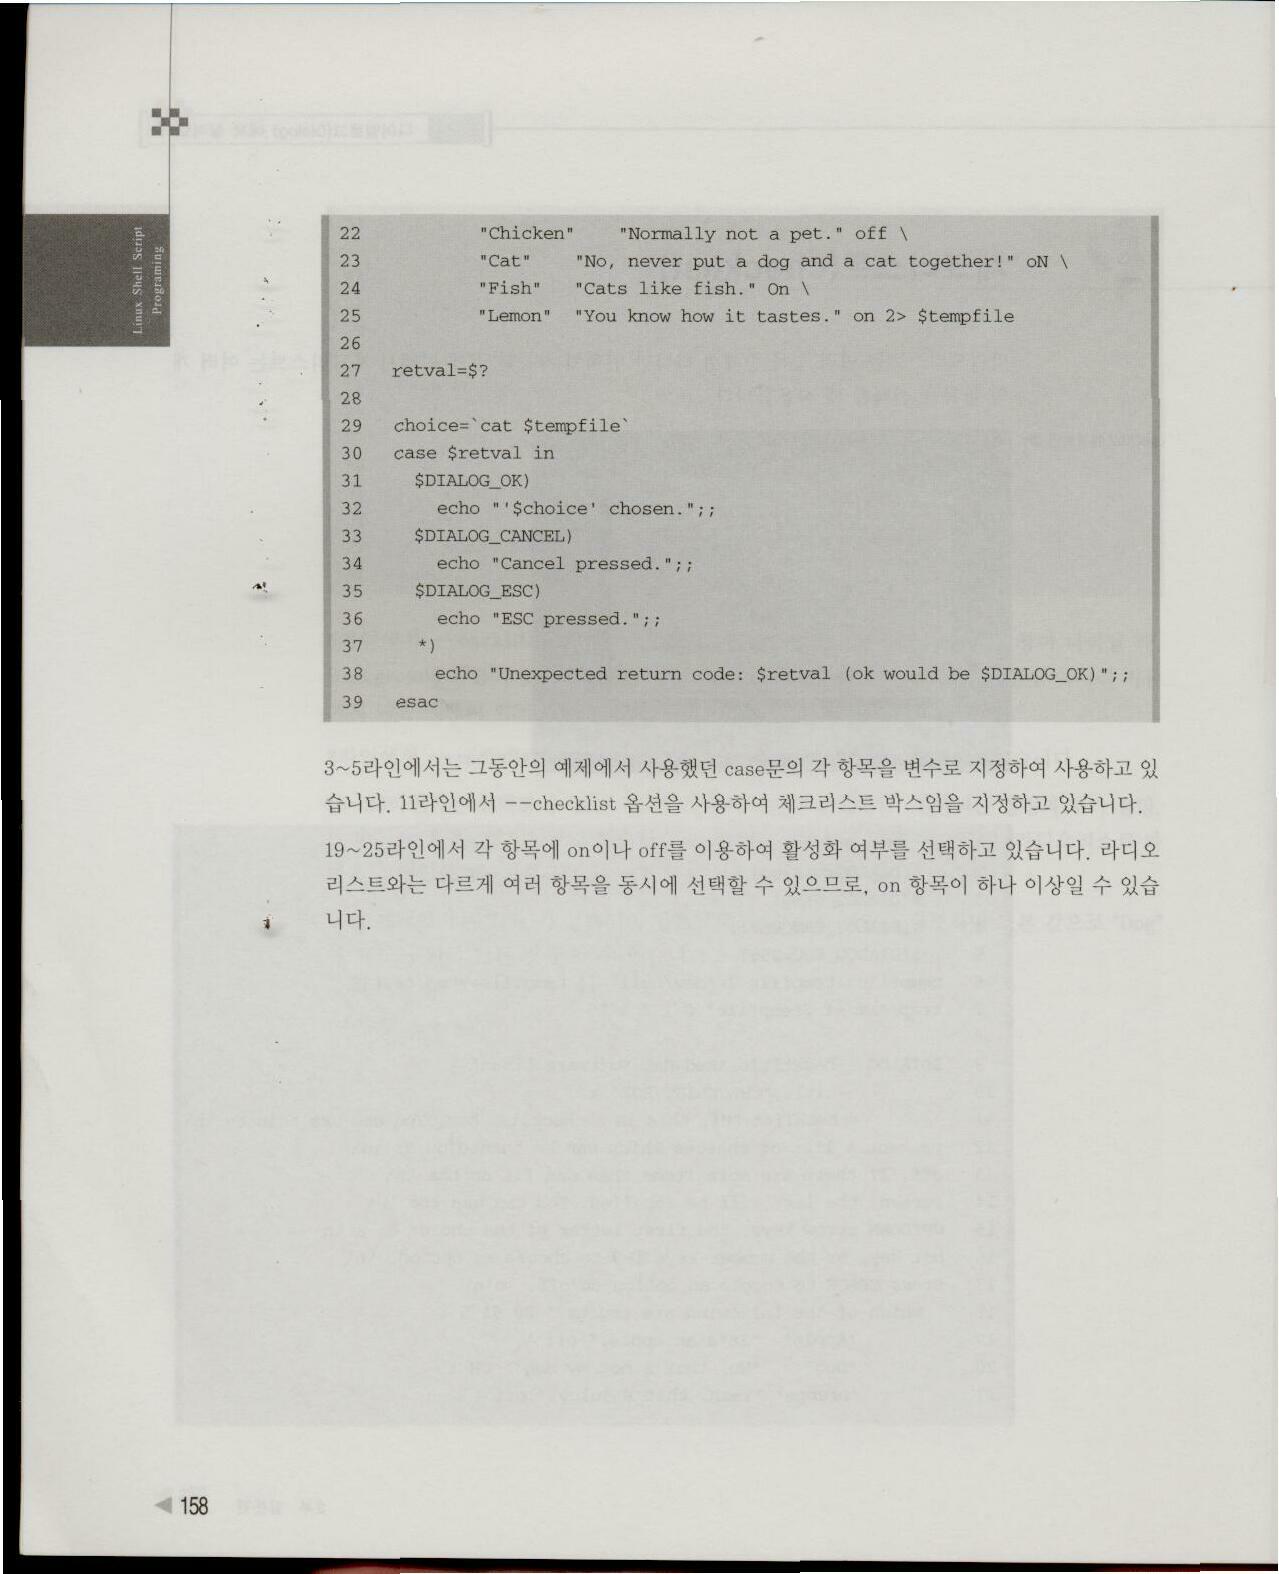 Linux Shell Script
Programing
22 "Chicken" "Normally not a pet." off \
23 "Cat" "No, never put a dog and a cat together!" oN \
24 "Fish" "Cats like fish." On \
25 "Lemon" "You know how it tastes." on 2> $tempfile
26
27 retval=$?
28
29 choice=`cat $tempfile`
30 case $retval in
31 $DIALOG_OK)
32 echo "'$choice' chosen.";;
33 $DIALOG_CANCEL)
34 echo "Cancel pressed.";;
35 $DIALOG_ESC)
36 echo "ESC pressed.";;
37 *)
38 echo "Unexpected return code: $retval (ok would be $DIALOG_OK)";;
39 esac
3~5라인에서는 그동안의 예제에서 사용했던 case문의 각 항목을 변수로 지정하여 사용하고 있
습니다. 11라인에서 --checklist 옵션을 사용하여 체크리스트 박스임을 지정하고 있습니다.
19~25라인에서 각 항목에 on이나 off를 이용하여 활성화 여부를 선택하고 있습니다. 라디오
리스트와는 다르게 여러 항목을 동시에 선택할 수 있으므로, on 항목이 하나 이상일 수 있습
니다.
158